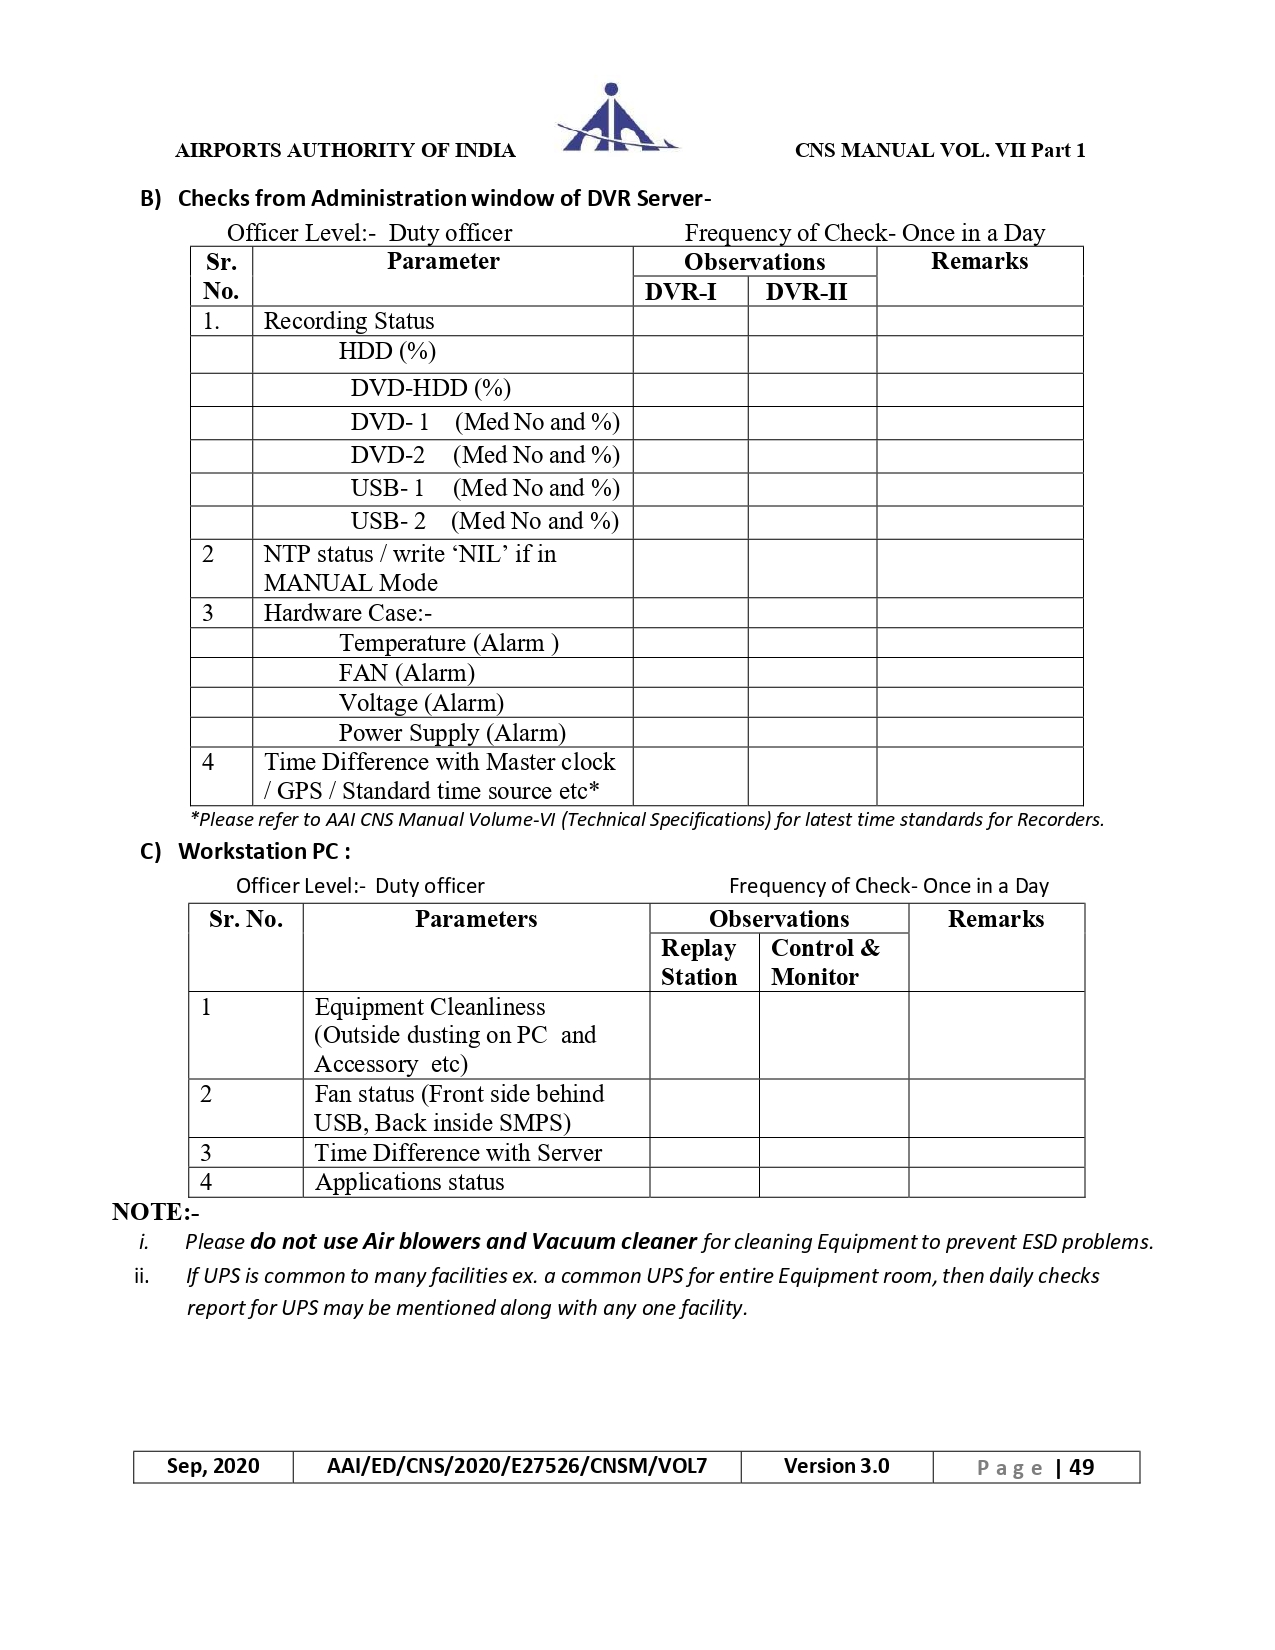 AIRPORTS AUTHORITY OF INDIA CNS MANUAL VOL. VII Part 1
B) Checks from Administration window of DVR Server-
Officer Level:- Duty officer Frequency of Check- Once in a Day
Sr. No. Parameter Observations Remarks
DVR-I DVR-II
1. Recording Status
HDD (%)
DVD-HDD (%)
DVD- 1 (Med No and %)
DVD-2 (Med No and %)
USB- 1 (Med No and %)
USB- 2 (Med No and %)
2 NTP status / write ‘NIL’ if in
MANUAL Mode
3 Hardware Case:-
Temperature (Alarm )
FAN (Alarm)
Voltage (Alarm)
Power Supply (Alarm)
4 Time Difference with Master clock
/ GPS / Standard time source etc*
*Please refer to AAI CNS Manual Volume-VI (Technical Specifications) for latest time standards for Recorders.
C) Workstation PC :
Officer Level:- Duty officer Frequency of Check- Once in a Day
Sr. No. Parameters Observations Remarks
Replay Control &
Station Monitor
1 Equipment Cleanliness
(Outside dusting on PC and
Accessory etc)
2 Fan status (Front side behind
USB, Back inside SMPS)
3 Time Difference with Server
4 Applications status
NOTE:-
i. Please do not use Air blowers and Vacuum cleaner for cleaning Equipment to prevent ESD problems.
ii. If UPS is common to many facilities ex. a common UPS for entire Equipment room, then daily checks
report for UPS may be mentioned along with any one facility.
Sep, 2020 AAI/ED/CNS/2020/E27526/CNSM/VOL7 Version 3.0 Page | 49